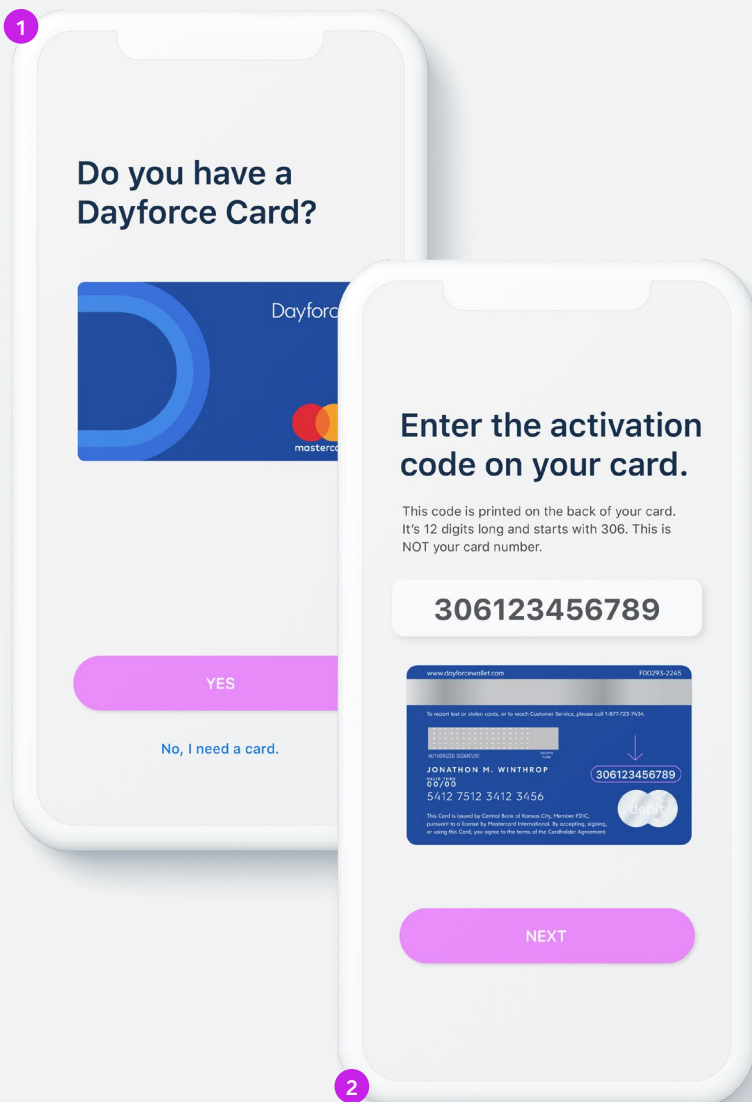 1
Do you have a
Dayforce Card?
Dayforc
masterc
YES
No, I need a card.
Enter the activation
code on your card.
This code is printed on the back of your card.
It's 12 digits long and starts with 306. This is
NOT your card number.
306123456789
www.dayforcewallet.com F00293-2245
To report lost or stolen cards, or to reach Customer Service, please call 1-877-723-7434.
AUTHORIZED SIGNATURE
JONATHON M. WINTHROP
VALID THRU
00/00
306123456789
5412 7512 3412 3456
debit
This Card is issued by Central Bank of Kansas City, Member FDIC,
pursuant to a license by Mastercard International. By accepting, signing,
or using this Card, you agree to the terms of the Cardholder Agreement.
NEXT
2